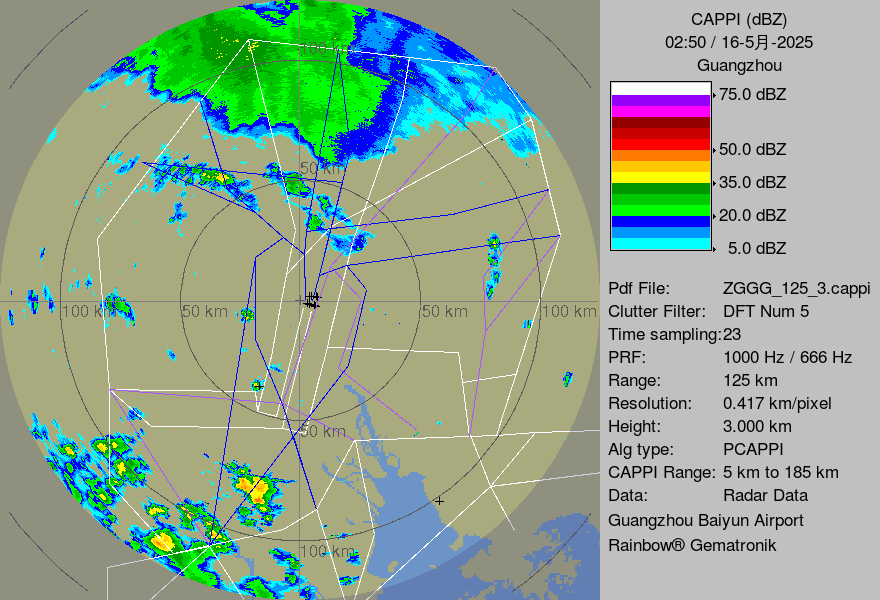 CAPPI (dBZ)
02:50 / 16-5月-2025
Guangzhou
75.0 dBZ
50.0 dBZ
35.0 dBZ
20.0 dBZ
5.0 dBZ
Pdf File: ZGGG_125_3.cappi
Clutter Filter: DFT Num 5
Time sampling:23
PRF: 1000 Hz / 666 Hz
Range: 125 km
Resolution: 0.417 km/pixel
Height: 3.000 km
Alg type: PCAPPI
CAPPI Range: 5 km to 185 km
Data: Radar Data
Guangzhou Baiyun Airport
Rainbow® Gematronik
100 km
50 km
100 km
50 km
50 km
100 km
50 km
100 km